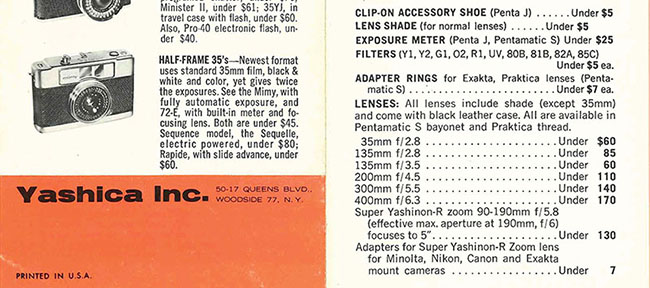 Minister II, under $61; 35YJ, in
travel case with flash, under $60.
Also, Pro-40 electronic flash, un-
der $40.
HALF-FRAME 35's—Newest format
uses standard 35mm film, black &
white and color, yet gives twice
the exposures. See the Mimy, with
fully automatic exposure, and
72-E, with built-in meter and fo-
cusing lens. Both are under $45.
Sequence model, the Sequelle,
electric powered, under $80;
Rapide, with slide advance, under
$60.
Yashica Inc. 50-17 QUEENS BLVD.,
WOODSIDE 77, N. Y.
PRINTED IN U.S.A.
CLIP-ON ACCESSORY SHOE (Penta J) ......Under $5
LENS SHADE (for normal lenses) ......Under $5
EXPOSURE METER (Penta J, Pentamatic S) Under $25
FILTERS (Y1, Y2, G1, O2, R1, UV, 80B, 81B, 82A, 85C)
Under $5 ea.
ADAPTER RINGS for Exakta, Praktica lenses (Penta-
matic S) ......Under $7 ea.
LENSES: All lenses include shade (except 35mm)
and come with black leather case. All are available in
Pentamatic S bayonet and Praktica thread.
35mm f/2.8 ......Under $60
135mm f/2.8 ......Under 85
135mm f/3.5 ......Under 60
200mm f/4.5 ......Under 110
300mm f/5.5 ......Under 140
400mm f/6.3 ......Under 170
Super Yashinon-R zoom 90-190mm f/5.8
(effective max. aperture at 190mm, f/6)
focuses to 5" ......Under 130
Adapters for Super Yashinon-R Zoom lens
for Minolta, Nikon, Canon and Exakta
mount cameras ......Under 7